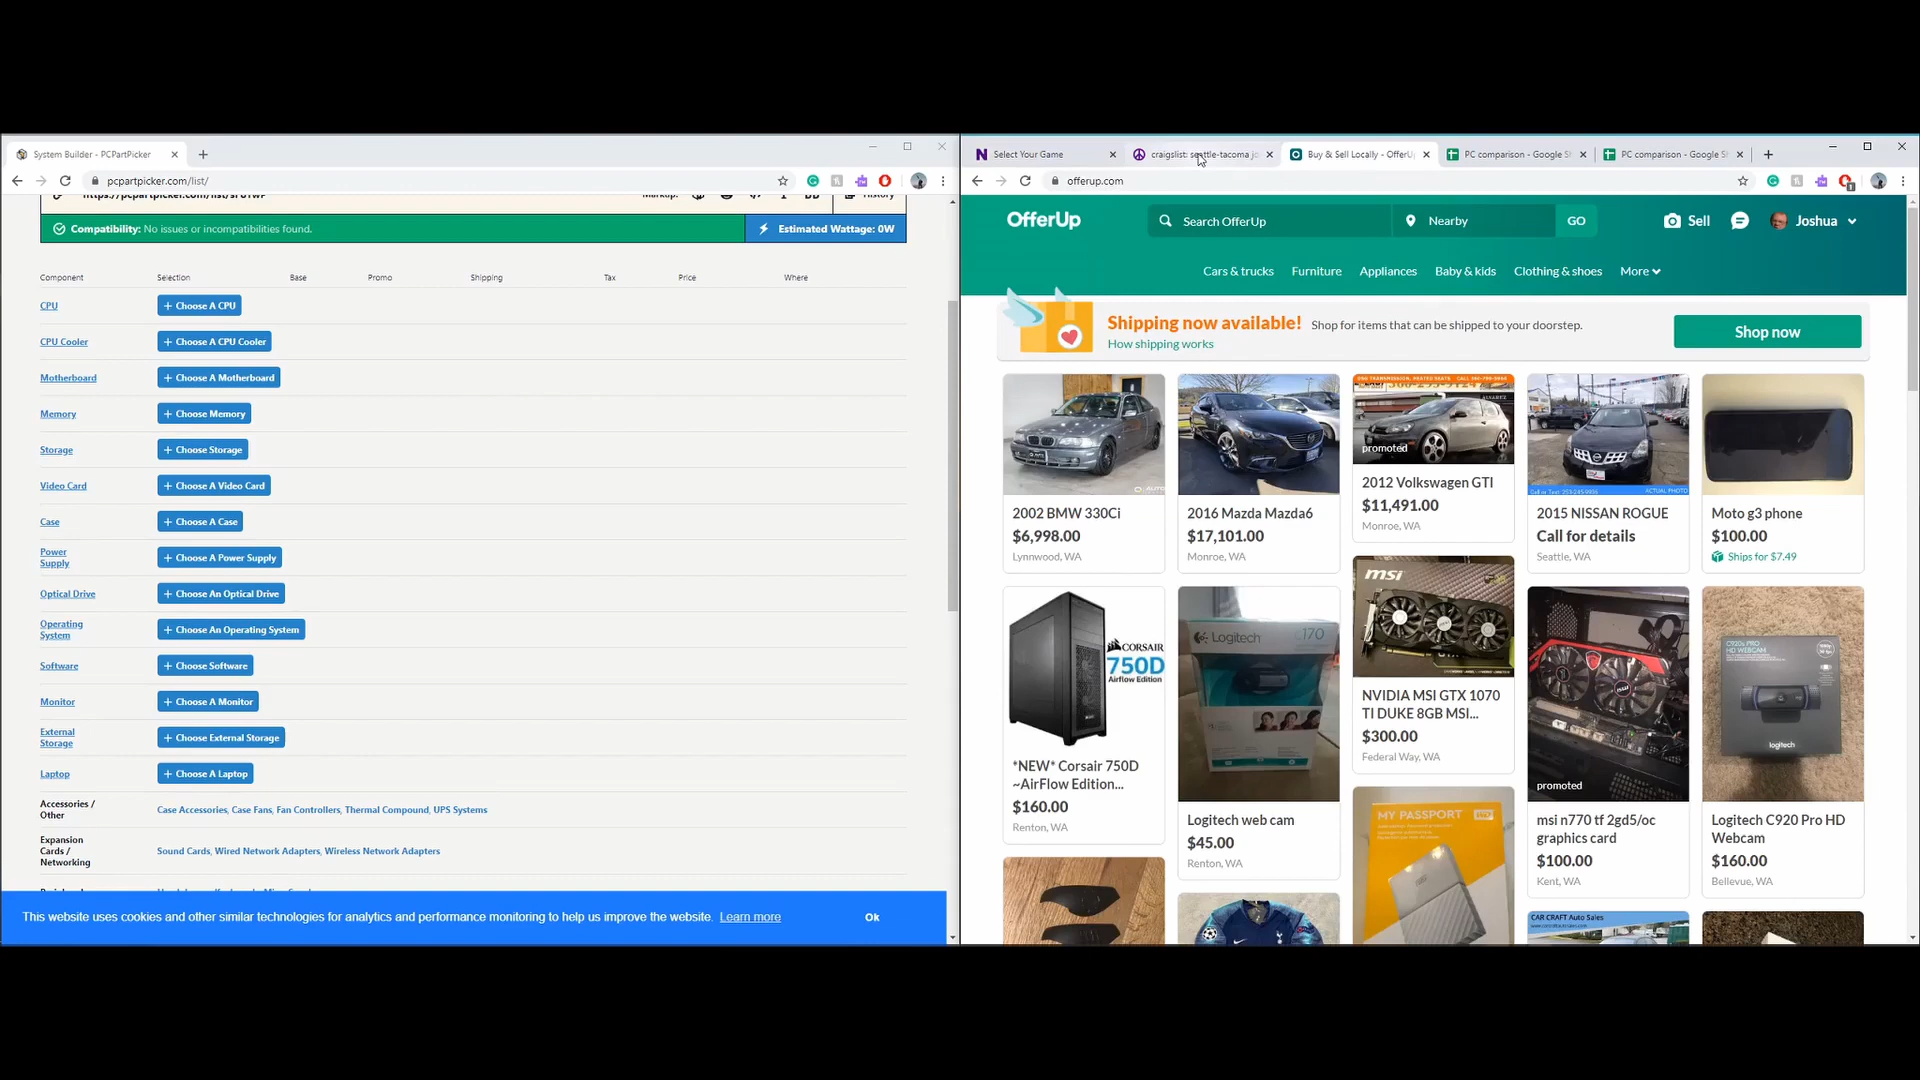 System Builder - PCPartPicker
pcpartpicker.com/list/
Markup:
History
Compatibility: No issues or incompatibilities found.
Estimated Wattage: 0W
Component Selection Base Promo Shipping Tax Price Where
CPU
+ Choose A CPU
CPU Cooler
+ Choose A CPU Cooler
Motherboard
+ Choose A Motherboard
Memory
+ Choose Memory
Storage
+ Choose Storage
Video Card
+ Choose A Video Card
Case
+ Choose A Case
Power
Supply
+ Choose A Power Supply
Optical Drive
+ Choose An Optical Drive
Operating
System
+ Choose An Operating System
Software
+ Choose Software
Monitor
+ Choose A Monitor
External
Storage
+ Choose External Storage
Laptop
+ Choose A Laptop
Accessories /
Other
Case Accessories, Case Fans, Fan Controllers, Thermal Compound, UPS Systems
Expansion
Cards /
Networking
Sound Cards, Wired Network Adapters, Wireless Network Adapters
This website uses cookies and other similar technologies for analytics and performance monitoring to help us improve the website. Learn more
Ok
Select Your Game
craigslist: seattle-tacoma jo
Buy & Sell Locally - OfferU
PC comparison - Google S
PC comparison - Google S
offerup.com
OfferUp
Search OfferUp
Nearby
GO
Sell
Joshua
Cars & trucks
Furniture
Appliances
Baby & kids
Clothing & shoes
More
Shipping now available! Shop for items that can be shipped to your doorstep.
How shipping works
Shop now
2002 BMW 330Ci
$6,998.00
Lynnwood, WA
2016 Mazda Mazda6
$17,101.00
Monroe, WA
promoted
2012 Volkswagen GTI
$11,491.00
Monroe, WA
ACTUAL PHOTO
2015 NISSAN ROGUE
Call for details
Seattle, WA
Moto g3 phone
$100.00
Ships for $7.49
CORSAIR
750D
Airflow Edition
*NEW* Corsair 750D
~AirFlow Edition...
$160.00
Renton, WA
Logitech
Logitech web cam
$45.00
Renton, WA
msi
NVIDIA MSI GTX 1070
TI DUKE 8GB MSI...
$300.00
Federal Way, WA
MY PASSPORT
promoted
msi n770 tf 2gd5/oc
graphics card
$100.00
Kent, WA
CAR CRAFT Auto Sales
C920s PRO
HD WEBCAM
logitech
Logitech C920 Pro HD
Webcam
$160.00
Bellevue, WA